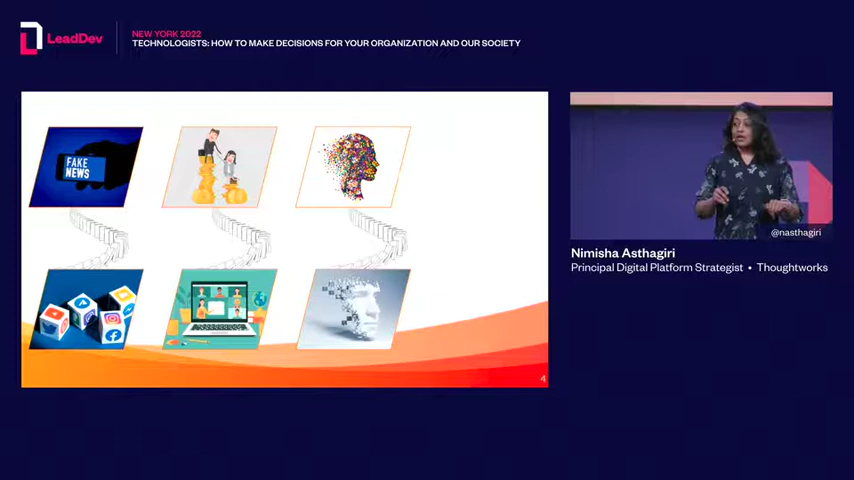 LeadDev
NEW YORK 2022
TECHNOLOGISTS: HOW TO MAKE DECISIONS FOR YOUR ORGANIZATION AND OUR SOCIETY
FAKE
NEWS
4
@nasthagiri
Nimisha Asthagiri
Principal Digital Platform Strategist • Thoughtworks